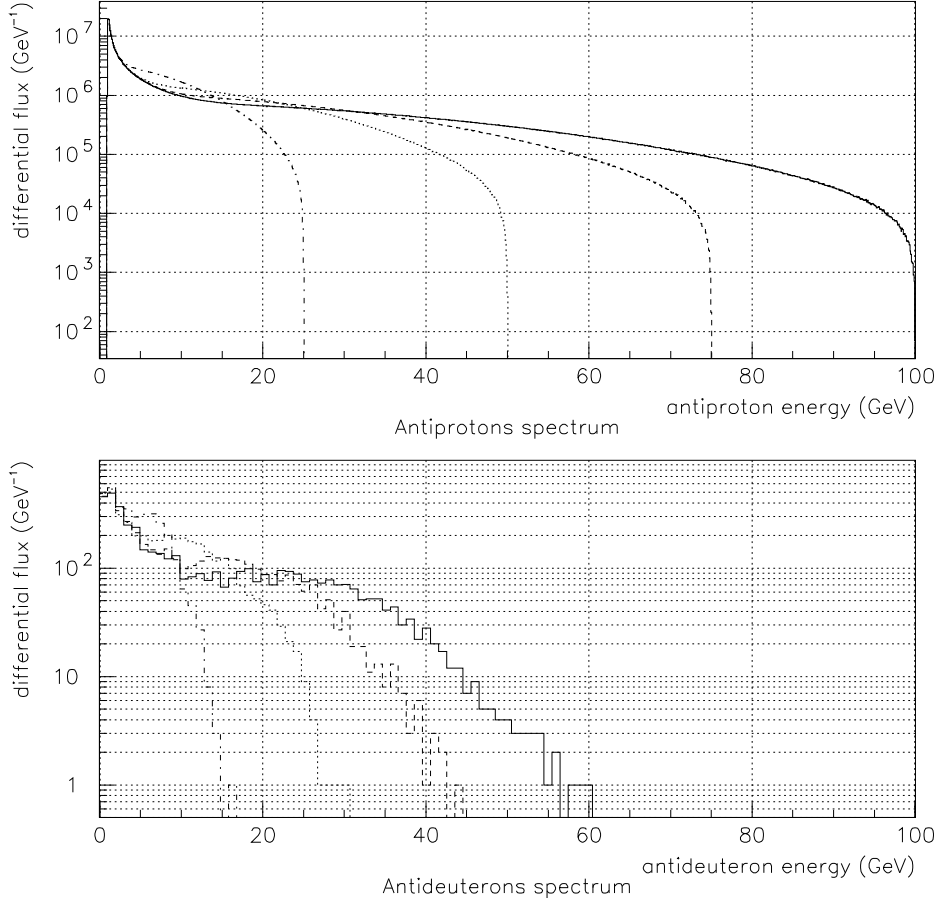 differential flux (GeV⁻¹)
10⁷
10⁶
10⁵
10⁴
10³
10²
0 20 40 60 80 100
antiproton energy (GeV)
Antiprotons spectrum
differential flux (GeV⁻¹)
10²
10
1
0 20 40 60 80 100
antideuteron energy (GeV)
Antideuterons spectrum